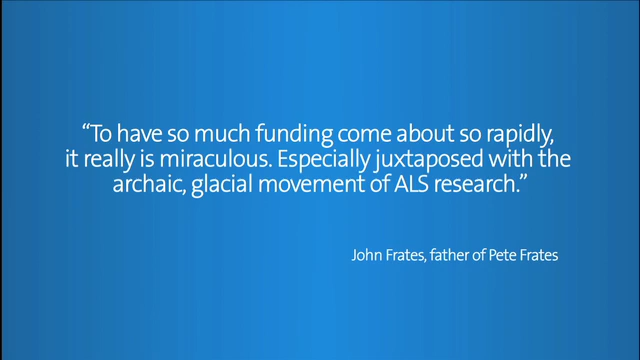 “To have so much funding come about so rapidly,
it really is miraculous. Especially juxtaposed with the
archaic, glacial movement of ALS research.”
John Frates, father of Pete Frates